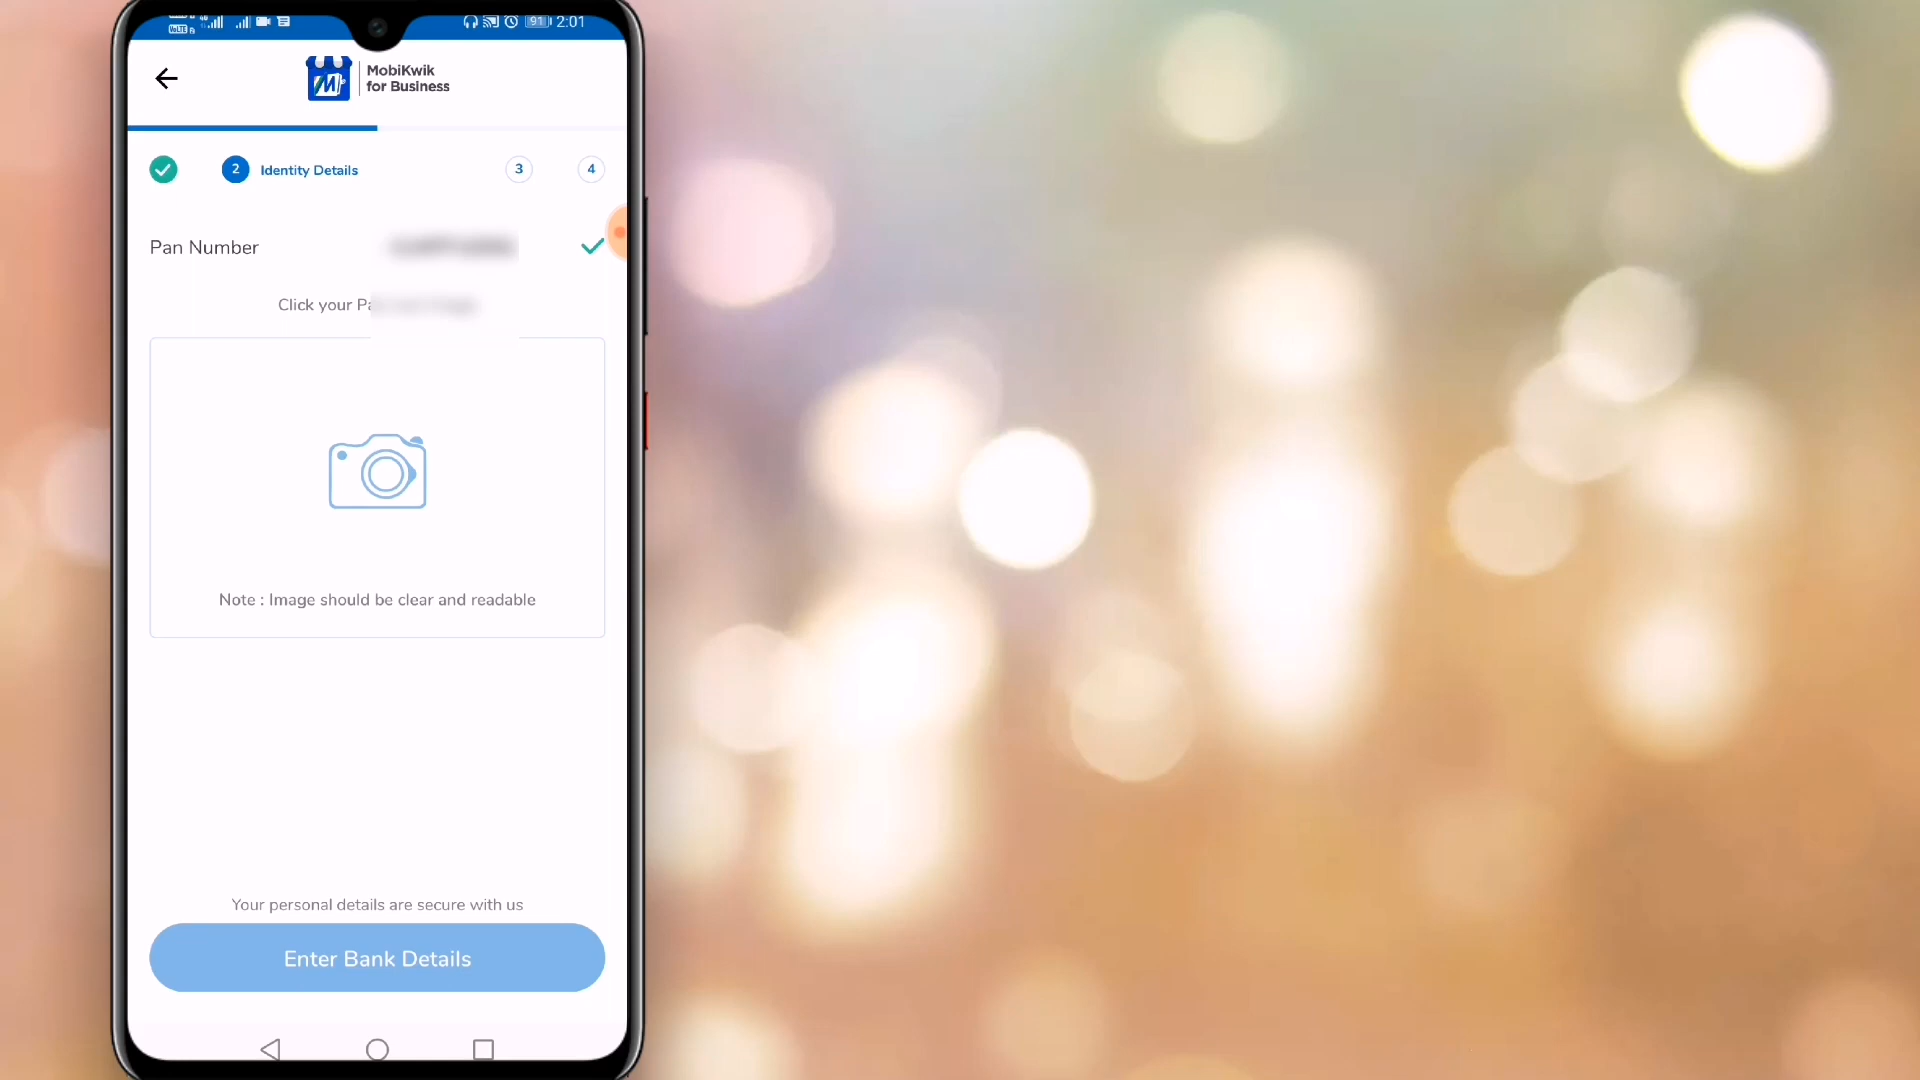 91 2:01
MobiKwik
for Business
2 Identity Details 3 4
Pan Number
Click your
Note : Image should be clear and readable
Your personal details are secure with us
Enter Bank Details